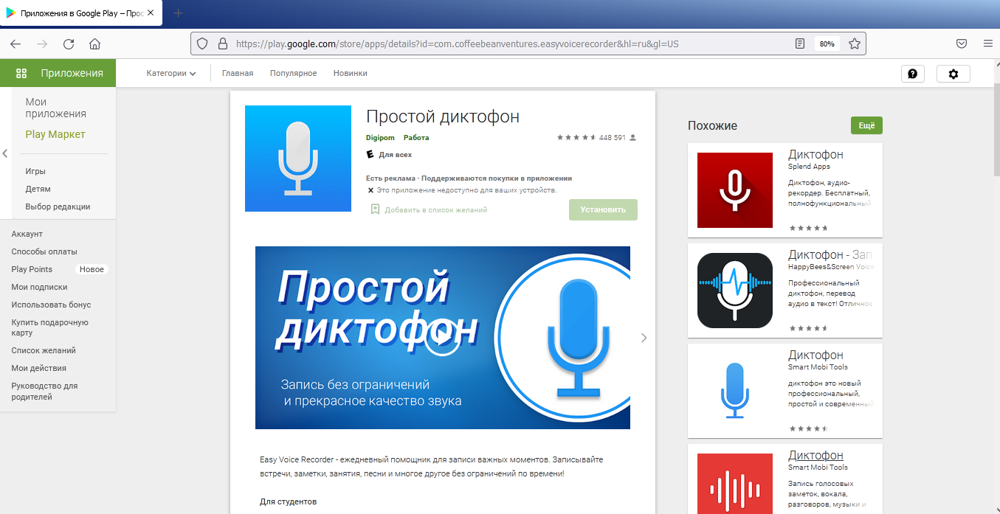 Приложения в Google Play – Прос
https://play.google.com/store/apps/details?id=com.coffeebeanventures.easyvoicerecorder&hl=ru&gl=US
80%
Приложения
Категории
Главная
Популярное
Новинки
Мои
приложения
Play Маркет
Игры
Детям
Выбор редакции
Аккаунт
Способы оплаты
Play Points Новое
Мои подписки
Использовать бонус
Купить подарочную
карту
Список желаний
Мои действия
Руководство для
родителей
Простой диктофон
Digipom Работа
448 591
E Для всех
Есть реклама · Поддерживаются покупки в приложении
Это приложение недоступно для ваших устройств.
Добавить в список желаний
Установить
Простой
диктофон
Запись без ограничений
и прекрасное качество звука
Easy Voice Recorder - ежедневный помощник для записи важных моментов. Записывайте
встречи, заметки, занятия, песни и многое другое без ограничений по времени!
Для студентов
Похожие
Ещё
Диктофон
Splend Apps
Диктофон, аудио-
рекордер. Бесплатный,
полнофункциональный
Диктофон - Зап
HappyBees&Screen Voice
Профессиональный
диктофон, перевод
аудио в текст! Отличное
Диктофон
Smart Mobi Tools
диктофон это новый
профессиональный,
простой и современный
Диктофон
Smart Mobi Tools
Запись голосовых
заметок, вокала,
разговоров, музыки и